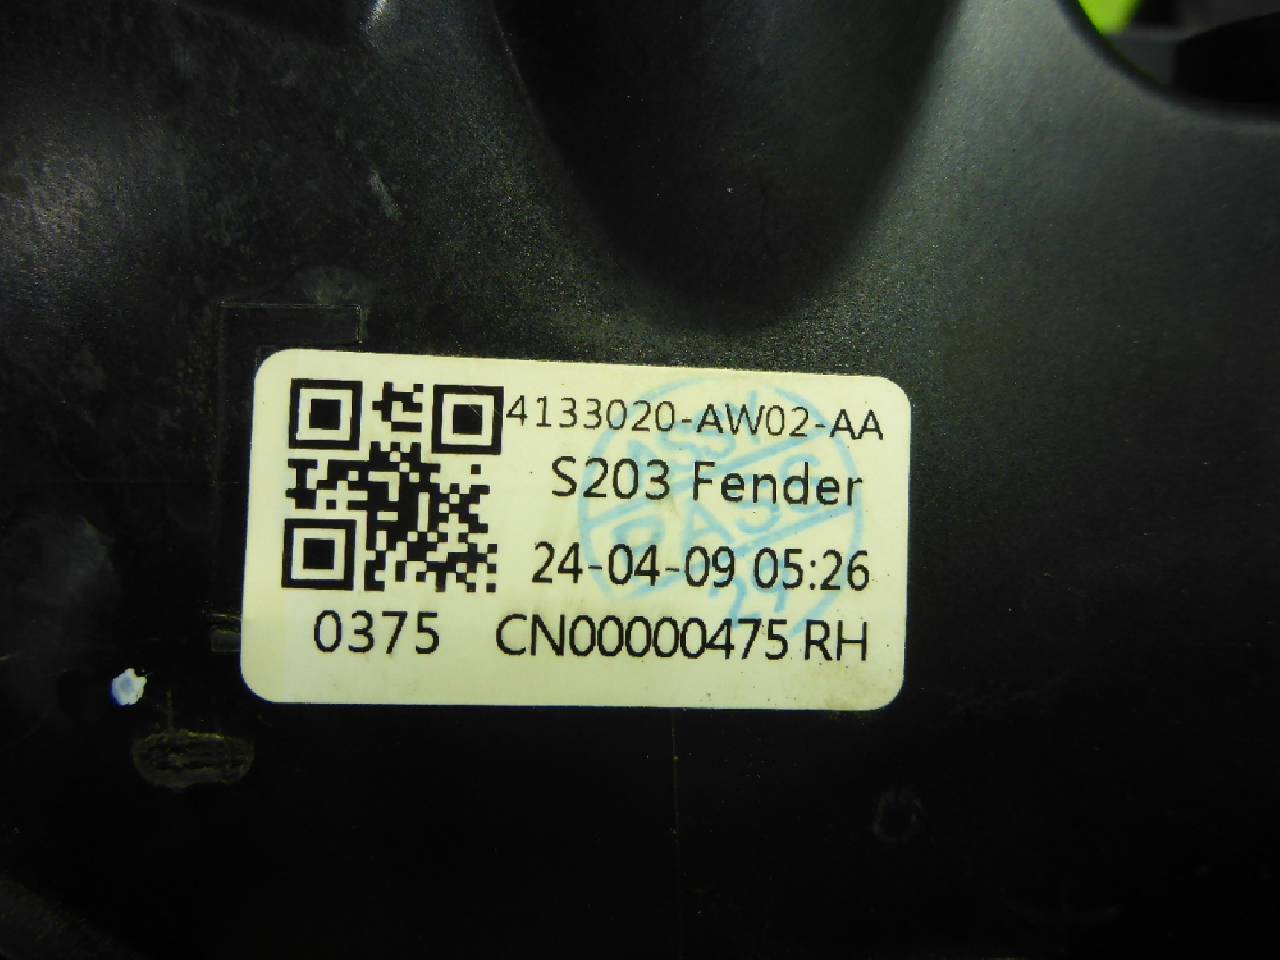 4133020-AW02-AA
S203 Fender
24-04-09 05:26
0375 CN00000475 RH